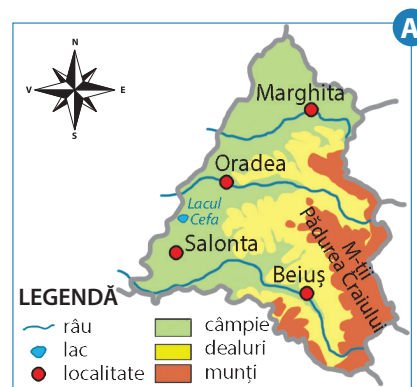 A
N
V
E
S
Marghita
Oradea
Lacul
Cefa
Salonta
M-ții
Pădurea Craiului
Beiuș
LEGENDĂ
râu
câmpie
lac
dealuri
localitate
munți